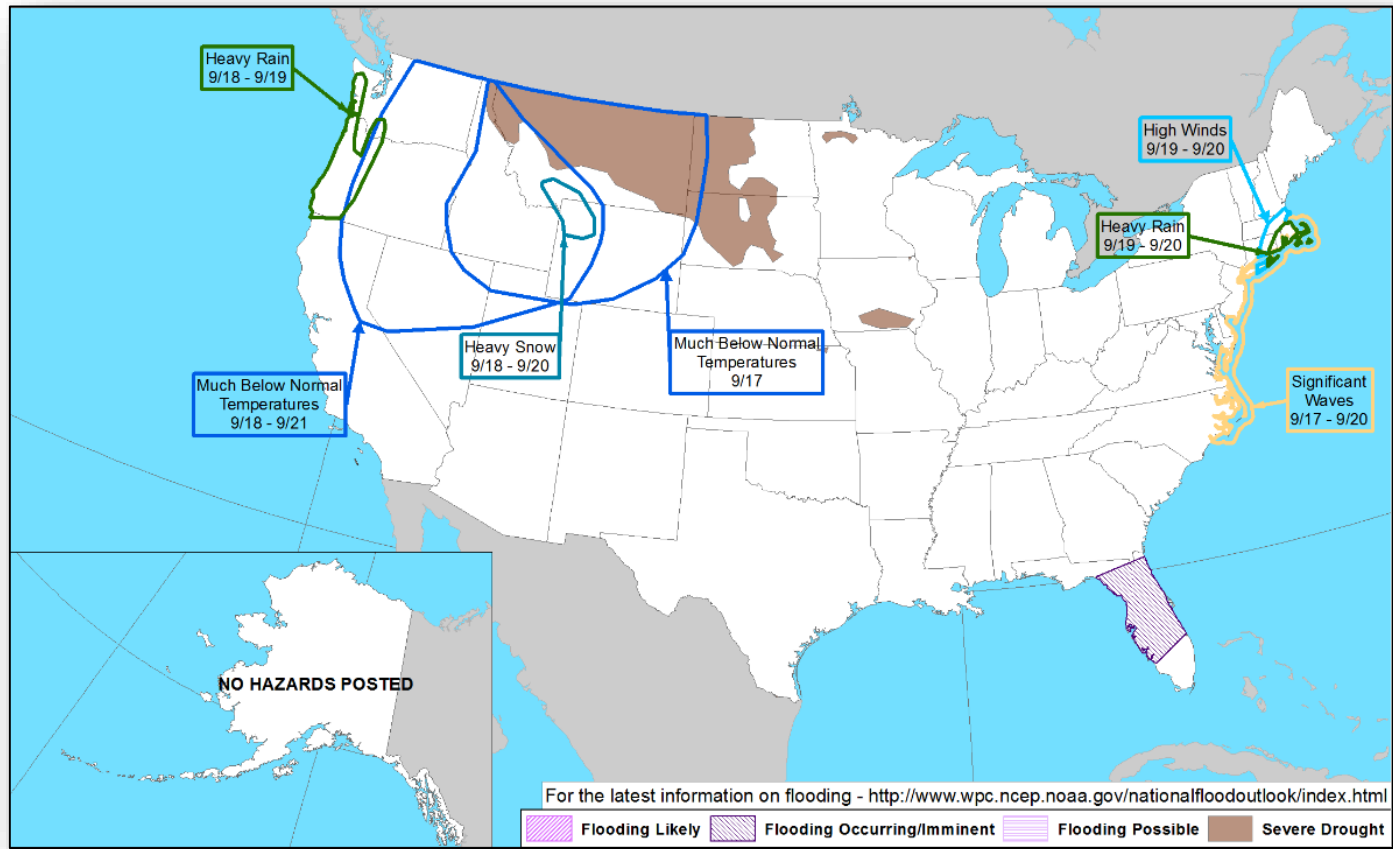 Heavy Rain
9/18 - 9/19
High Winds
9/19 - 9/20
Heavy Rain
9/19 - 9/20
Heavy Snow
9/18 - 9/20
Much Below Normal
Temperatures
9/17
Much Below Normal
Temperatures
9/18 - 9/21
Significant
Waves
9/17 - 9/20
NO HAZARDS POSTED
For the latest information on flooding - http://www.wpc.ncep.noaa.gov/nationalfloodoutlook/index.html
Flooding Likely Flooding Occurring/Imminent Flooding Possible Severe Drought